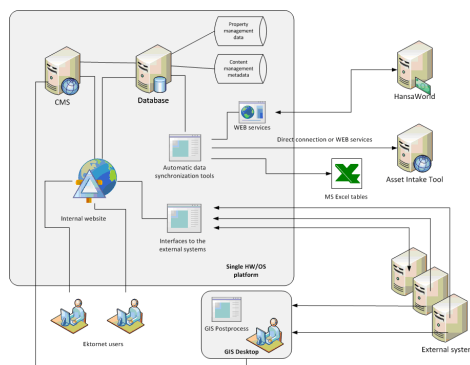 Property
management
data
Content
management
metadata
CMS
Database
HansaWorld
WEB services
Direct connection or WEB services
Automatic data
synchronization tools
MS Excel tables
Asset Intake Tool
Internal website
Interfaces to the
external systems
Single HW/OS
platform
Ektornet users
GIS Postprocess
GIS Desktop
External system